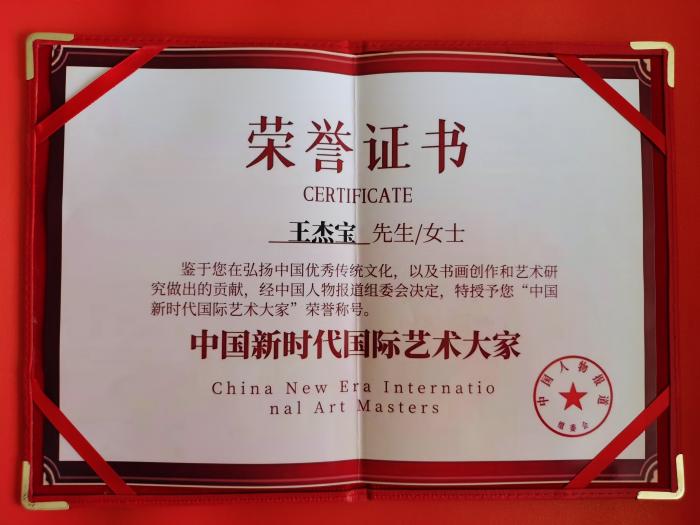 荣誉证书
CERTIFICATE
王杰宝 先生/女士
鉴于您在弘扬中国优秀传统文化，以及书画创作和艺术研
究做出的贡献，经中国人物报道组委会决定，特授予您“中国
新时代国际艺术大家”荣誉称号。
中国新时代国际艺术大家
China New Era Internatio
nal Art Masters
中国人物报道
组委会